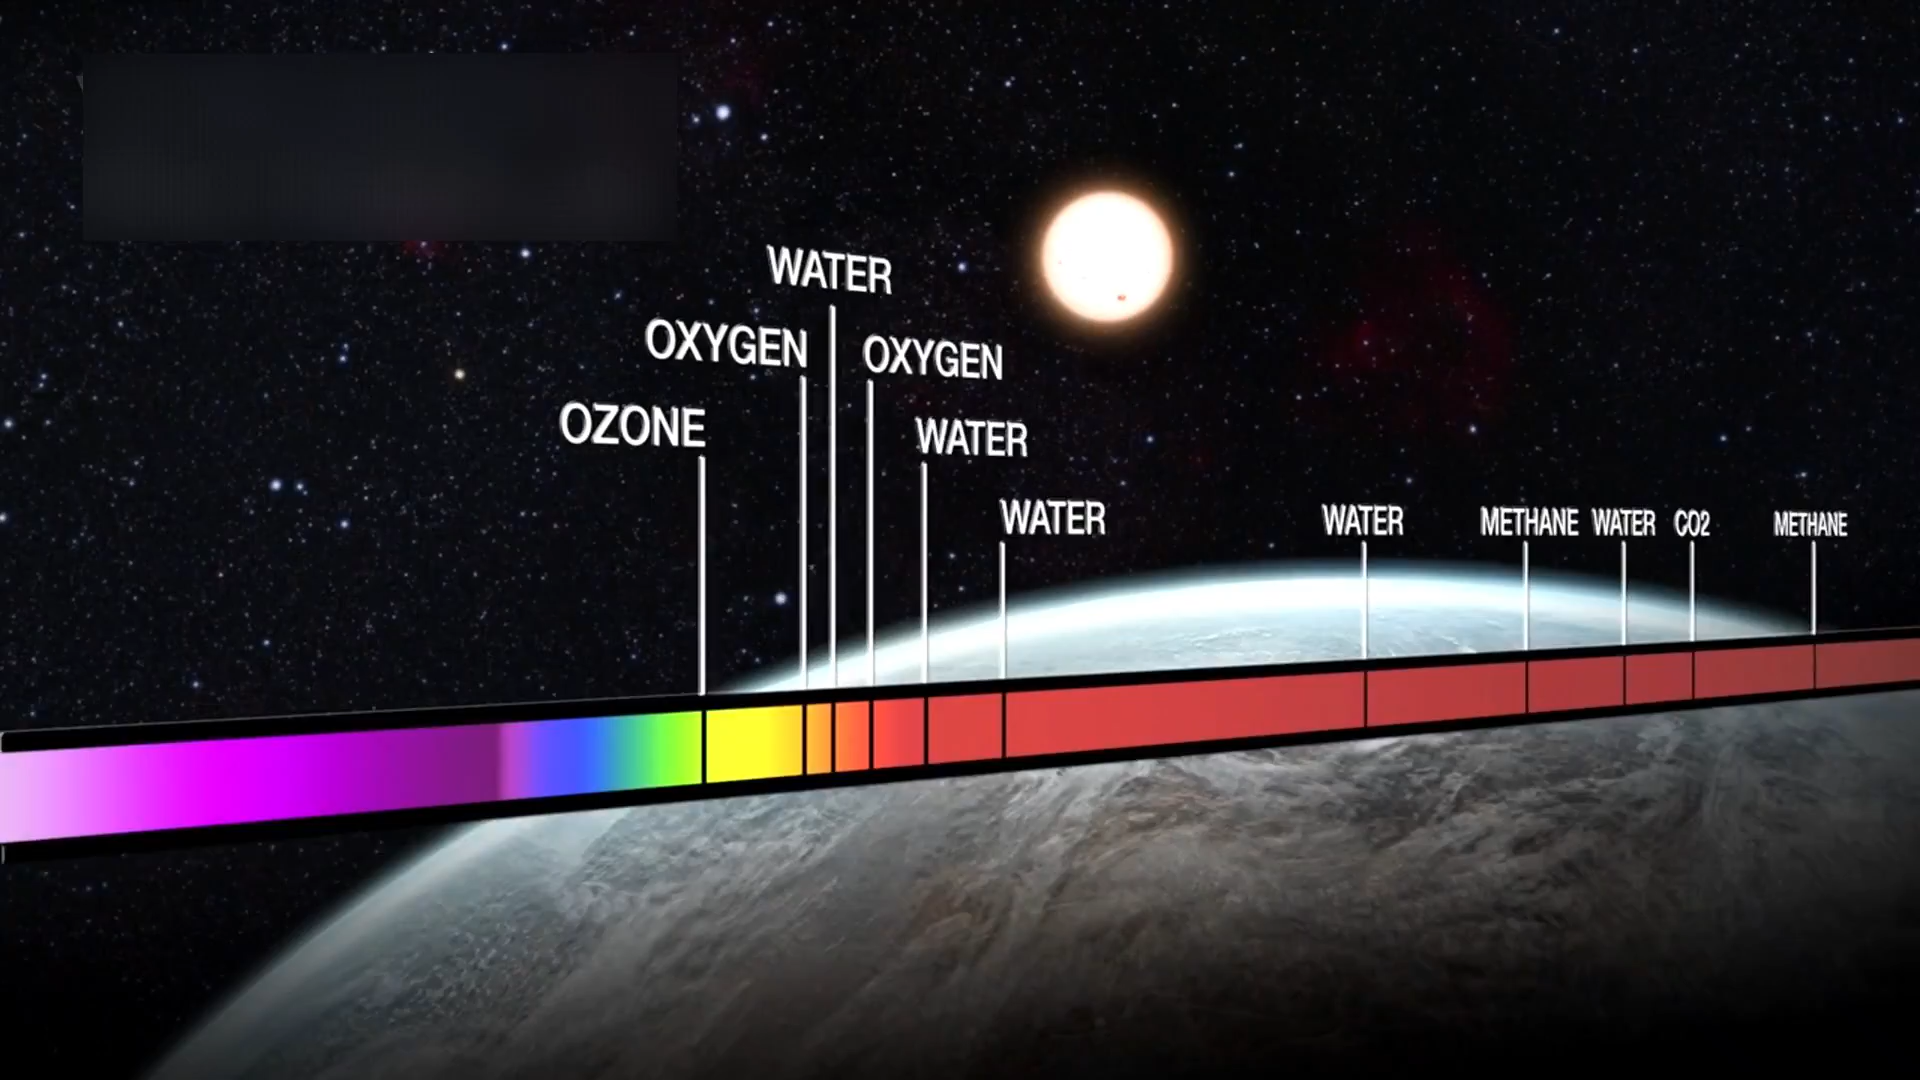 WATER
OXYGEN
OXYGEN
OZONE
WATER
WATER
WATER
METHANE
WATER
CO2
METHANE